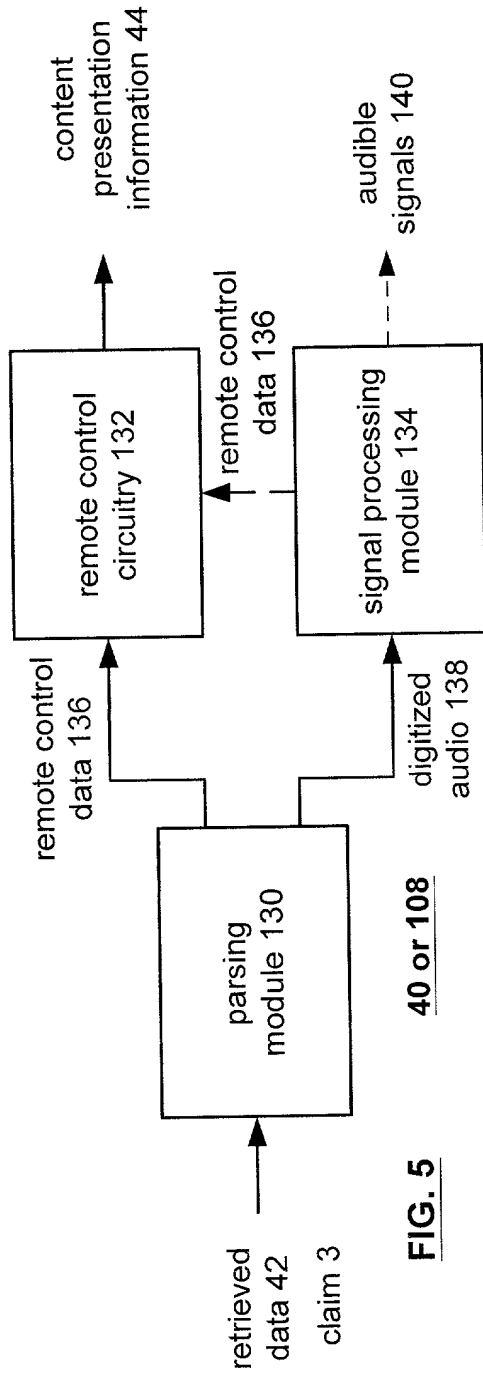 retrieved
data 42
claim 3
parsing
module 130
remote control
data 136
digitized
audio 138
remote control
circuitry 132
remote control
data 136
signal processing
module 134
content
presentation
information 44
audible
signals 140
FIG. 5
40 or 108